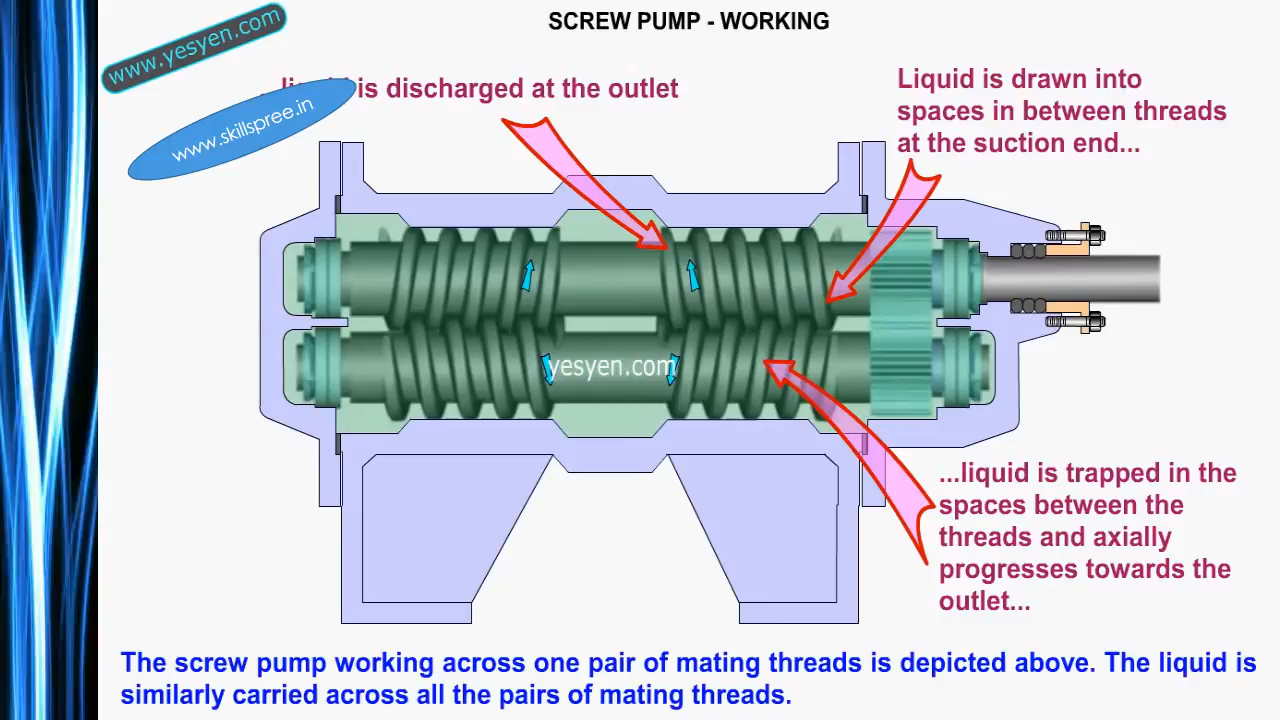 SCREW PUMP - WORKING
www.yesyen.com
www.skillspree.in
is discharged at the outlet
Liquid is drawn into
spaces in between threads
at the suction end...
yesyen.com
...liquid is trapped in the
spaces between the
threads and axially
progresses towards the
outlet...
The screw pump working across one pair of mating threads is depicted above. The liquid is
similarly carried across all the pairs of mating threads.